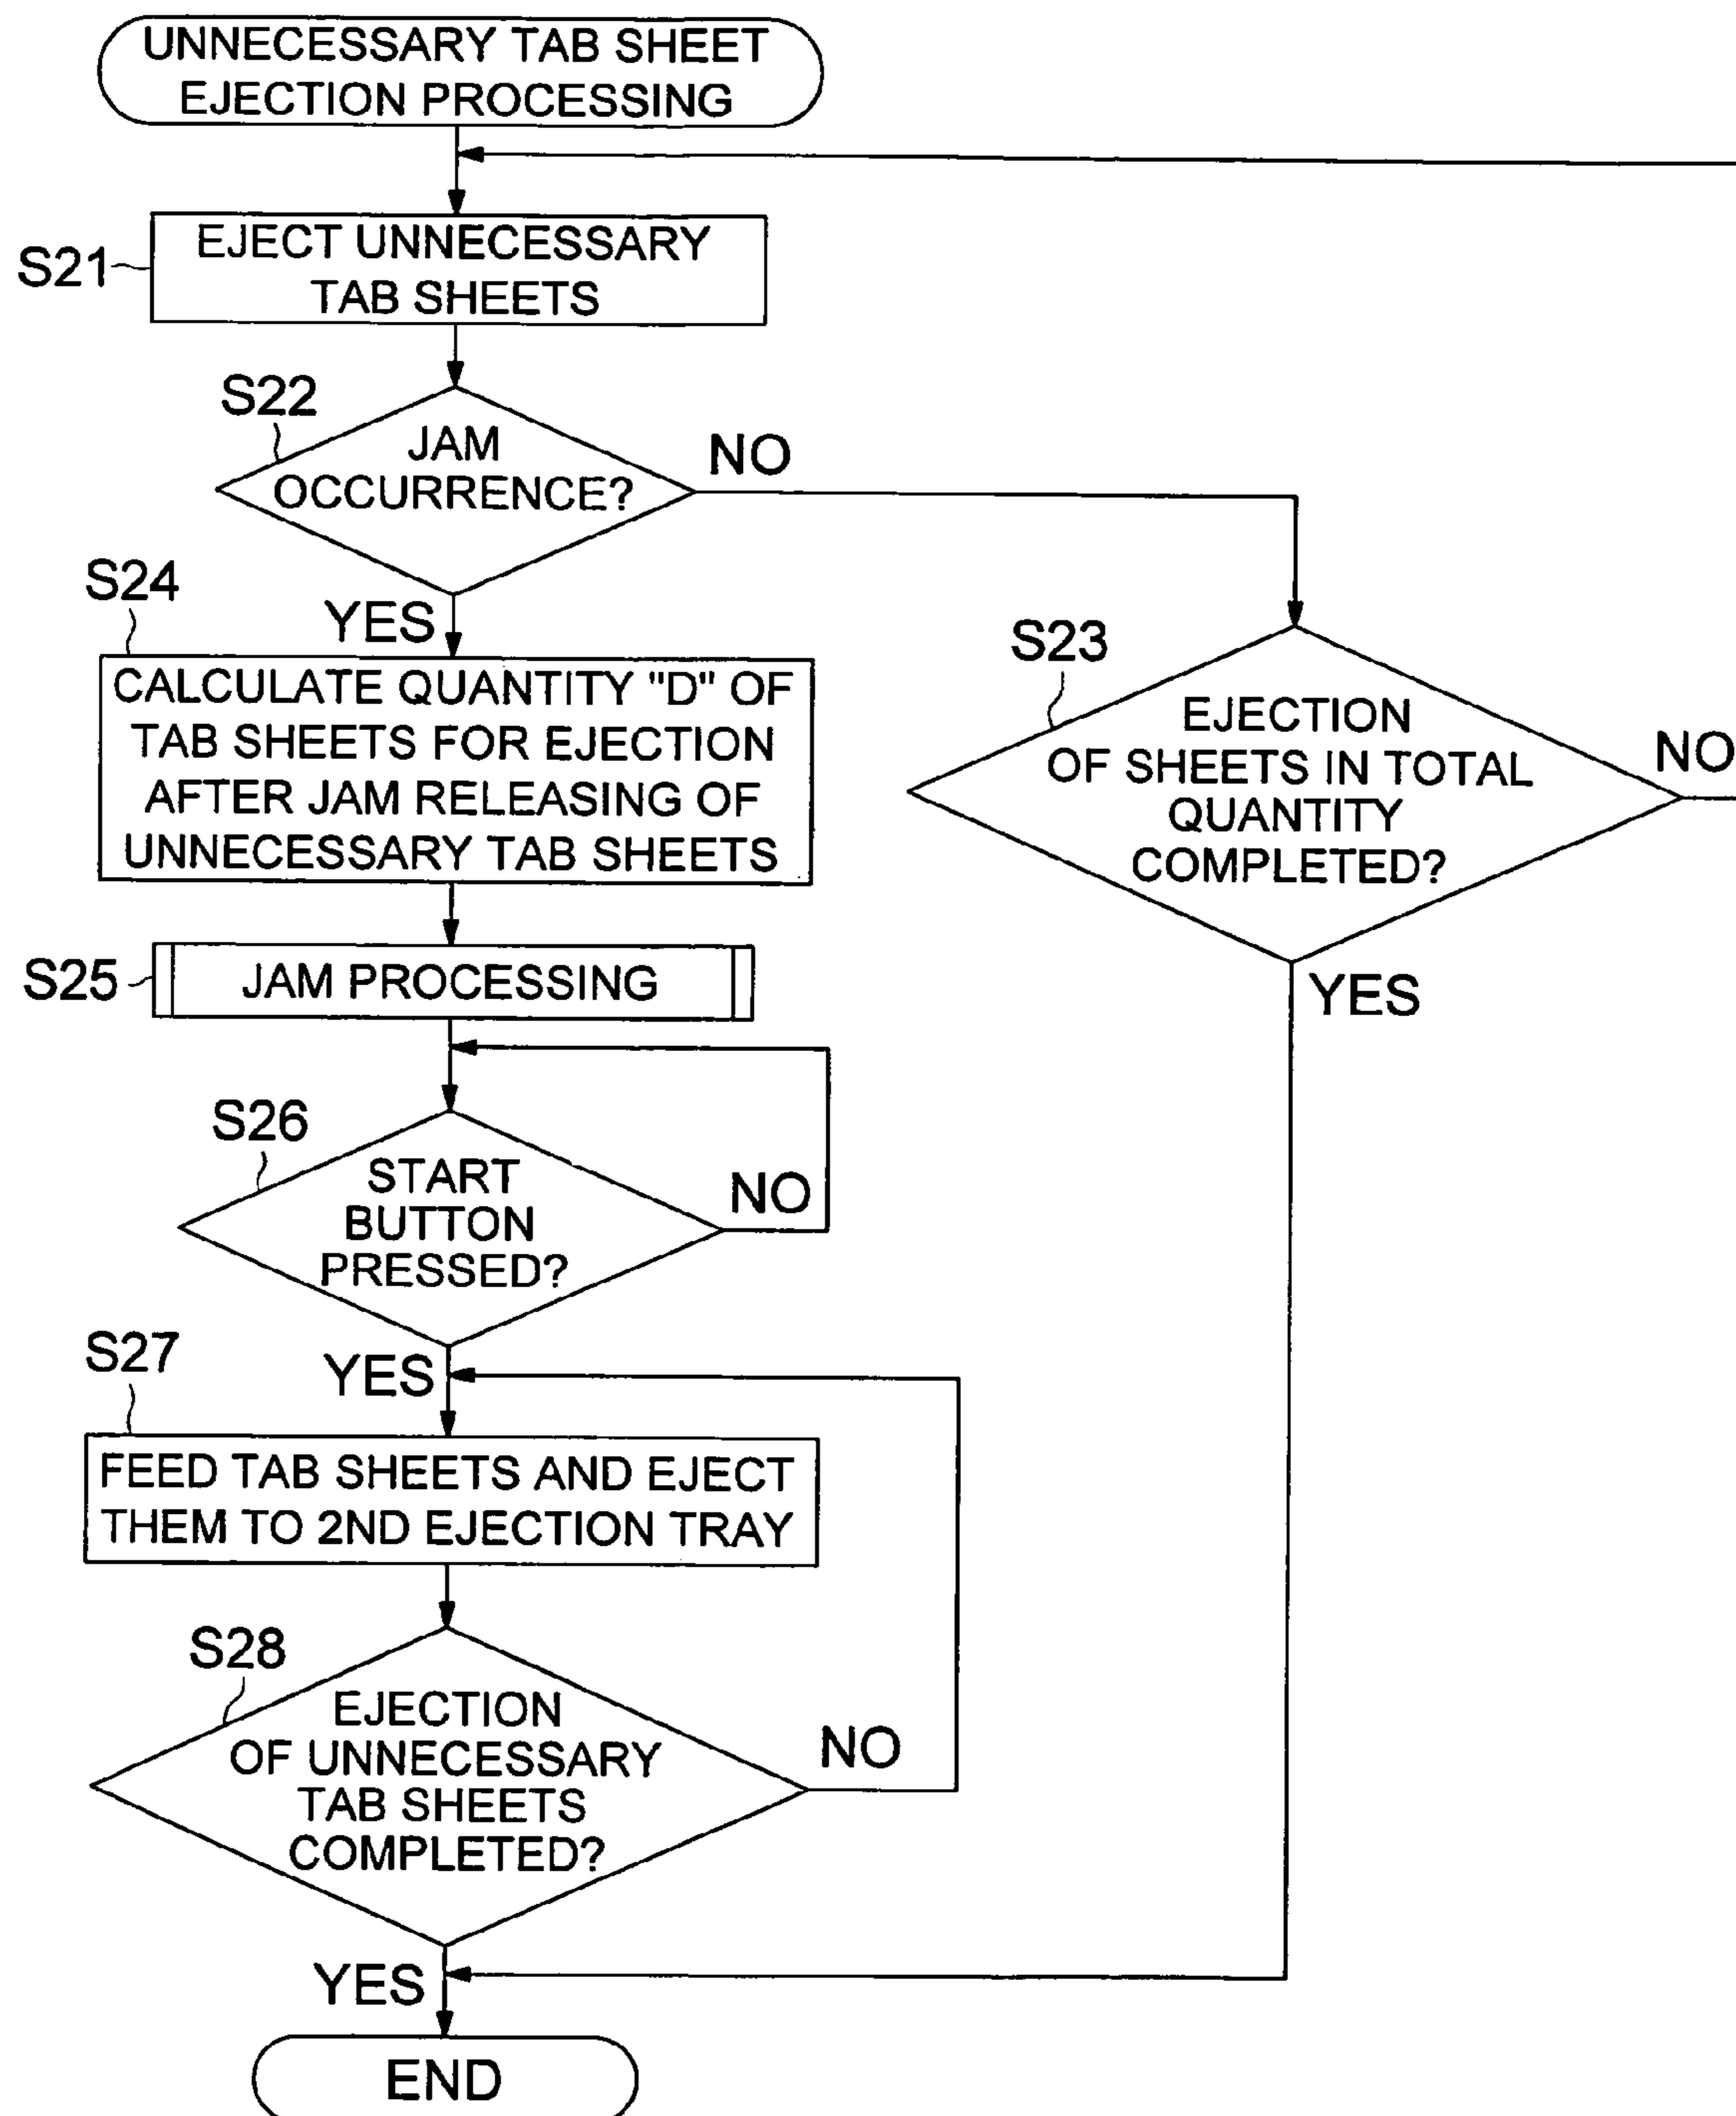 UNNECESSARY TAB SHEET
EJECTION PROCESSING
S21
EJECT UNNECESSARY
TAB SHEETS
S22
JAM
OCCURRENCE?
NO
YES
S23
EJECTION
OF SHEETS IN TOTAL
QUANTITY
COMPLETED?
NO
YES
S24
CALCULATE QUANTITY "D" OF
TAB SHEETS FOR EJECTION
AFTER JAM RELEASING OF
UNNECESSARY TAB SHEETS
S25
JAM PROCESSING
S26
START
BUTTON
PRESSED?
NO
YES
S27
FEED TAB SHEETS AND EJECT
THEM TO 2ND EJECTION TRAY
S28
EJECTION
OF UNNECESSARY
TAB SHEETS
COMPLETED?
NO
YES
END